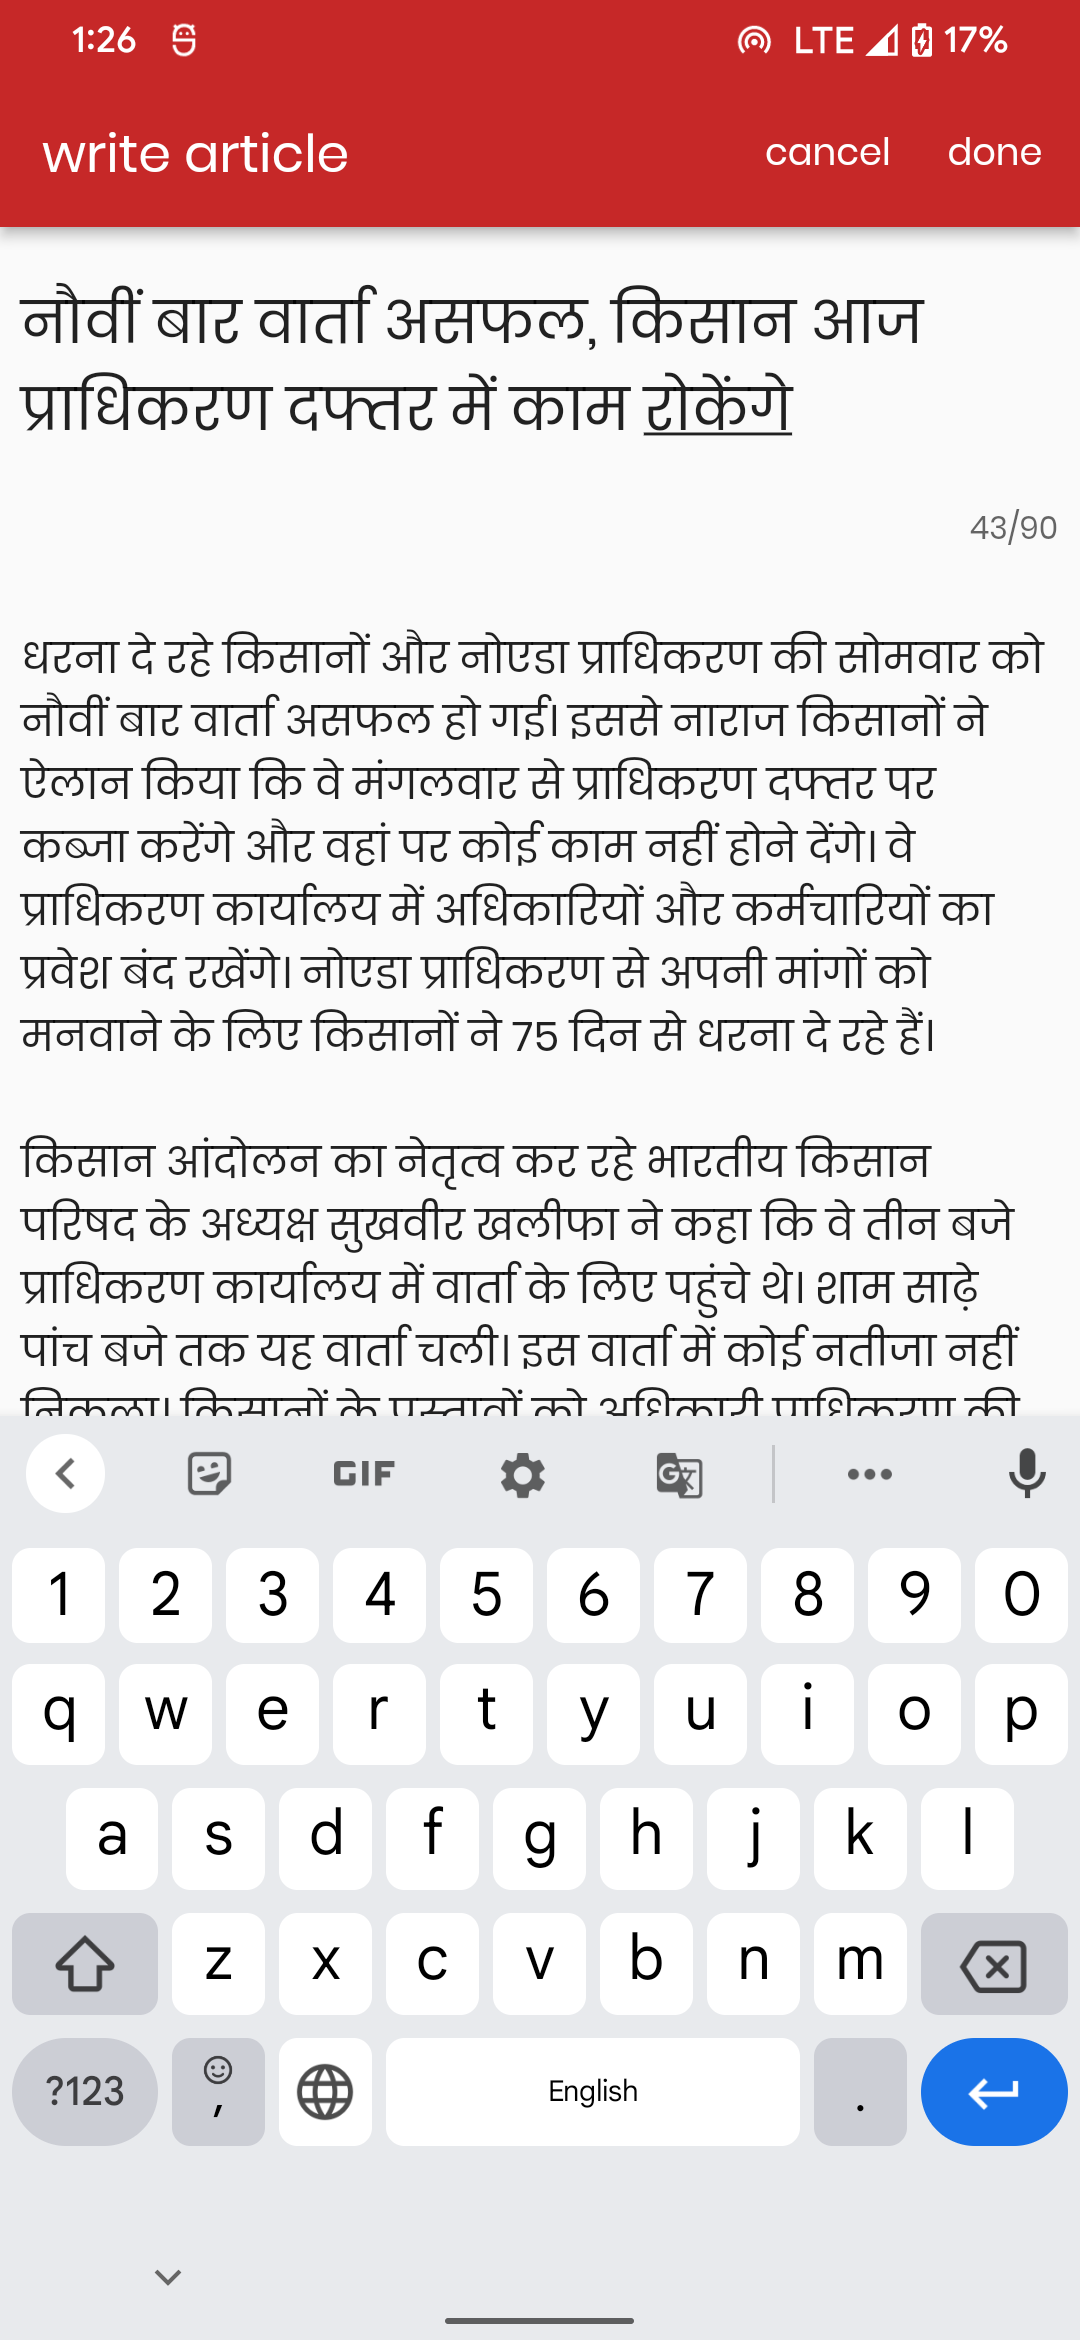 1:26 LTE 17%
write article cancel done
नौवीं बार वार्ता असफल, किसान आज
प्राधिकरण दफ्तर में काम रोकेंगे
43/90
धरना दे रहे किसानों और नोएडा प्राधिकरण की सोमवार को
नौवीं बार वार्ता असफल हो गई। इससे नाराज किसानों ने
ऐलान किया कि वे मंगलवार से प्राधिकरण दफ्तर पर
कब्जा करेंगे और वहां पर कोई काम नहीं होने देंगे। वे
प्राधिकरण कार्यालय में अधिकारियों और कर्मचारियों का
प्रवेश बंद रखेंगे। नोएडा प्राधिकरण से अपनी मांगों को
मनवाने के लिए किसानों ने 75 दिन से धरना दे रहे हैं।
किसान आंदोलन का नेतृत्व कर रहे भारतीय किसान
परिषद के अध्यक्ष सुखवीर खलीफा ने कहा कि वे तीन बजे
प्राधिकरण कार्यालय में वार्ता के लिए पहुंचे थे। शाम साढ़े
पांच बजे तक यह वार्ता चली। इस वार्ता में कोई नतीजा नहीं
निकला। किसानों के प्रस्तावों को अधिकारी प्राधिकरण की
GIF
1 2 3 4 5 6 7 8 9 0
q w e r t y u i o p
a s d f g h j k l
z x c v b n m
?123 , English .